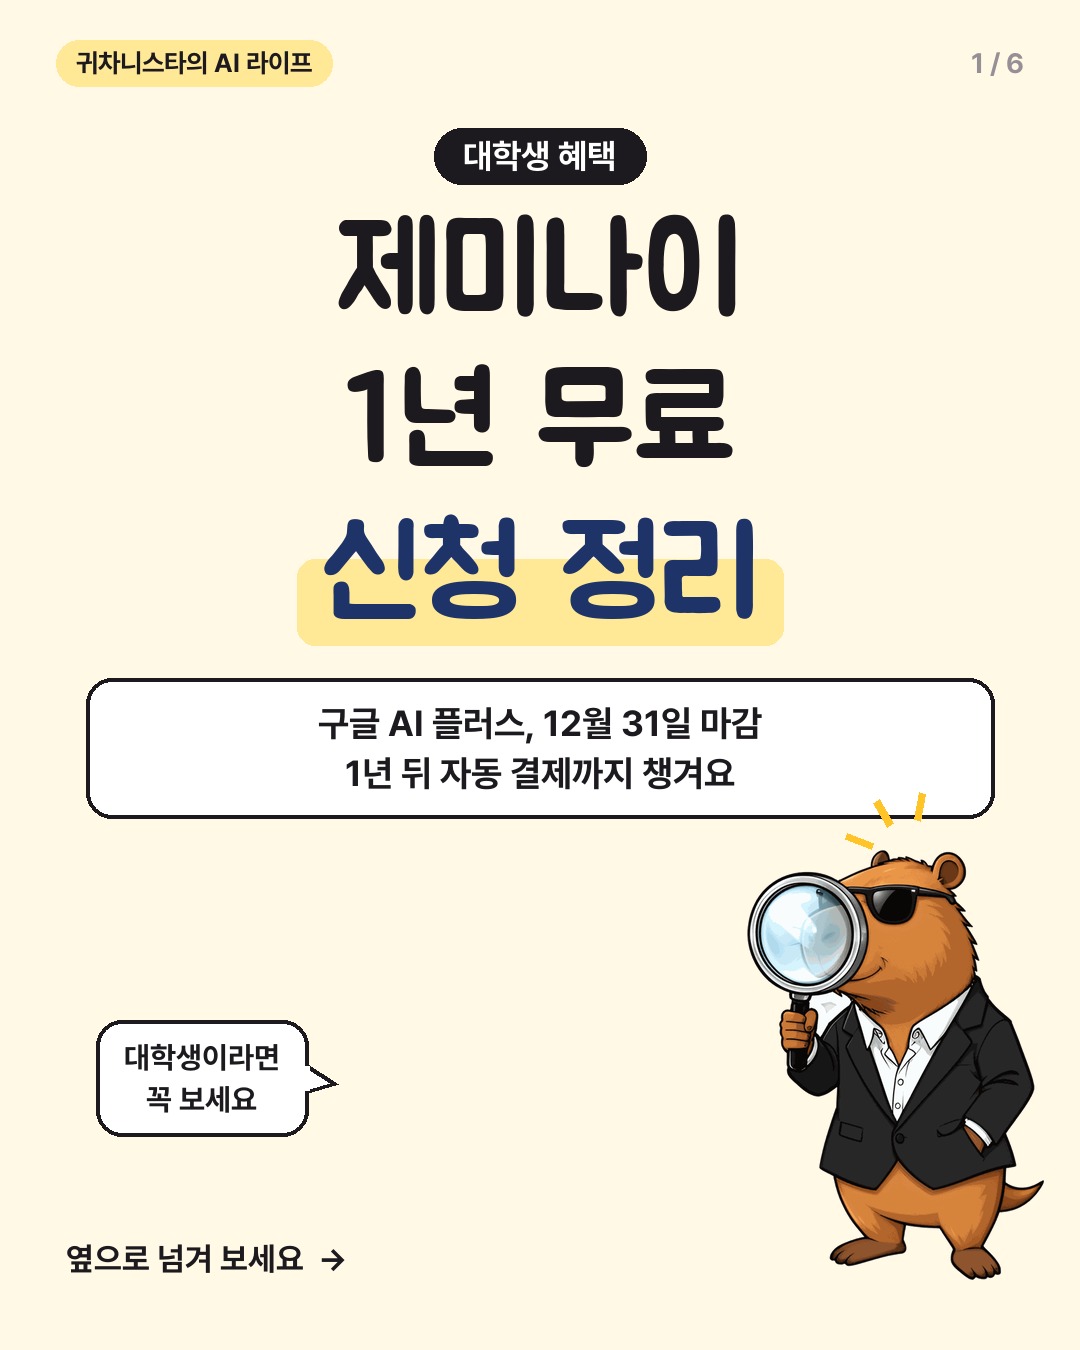 귀차니스타의 AI 라이프
1 / 6
대학생 혜택
제미나이
1년 무료
신청 정리
구글 AI 플러스, 12월 31일 마감
1년 뒤 자동 결제까지 챙겨요
대학생이라면
꼭 보세요
옆으로 넘겨 보세요 →